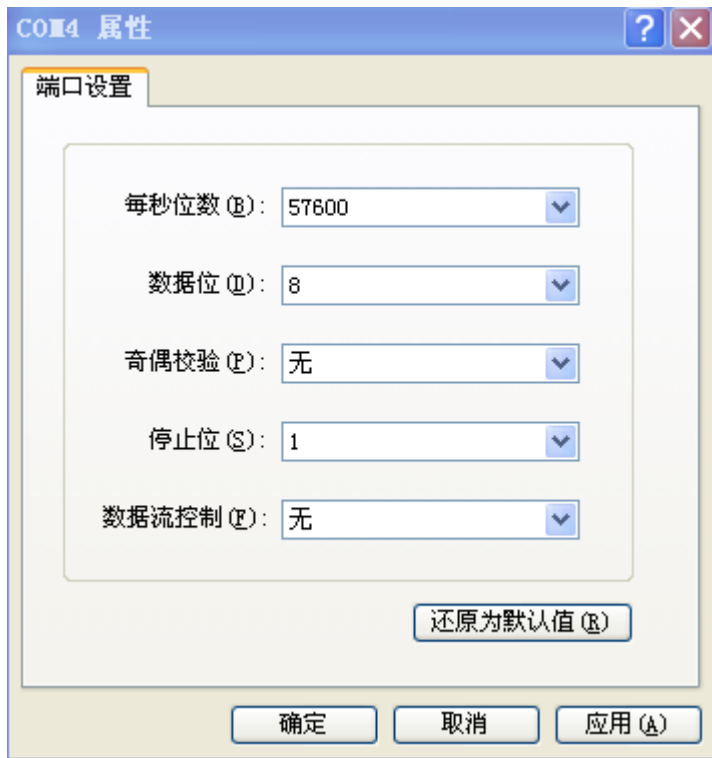 COM4 属性
端口设置
每秒位数(B): 57600
数据位(D): 8
奇偶校验(P): 无
停止位(S): 1
数据流控制(F): 无
还原为默认值(R)
确定 取消 应用(A)